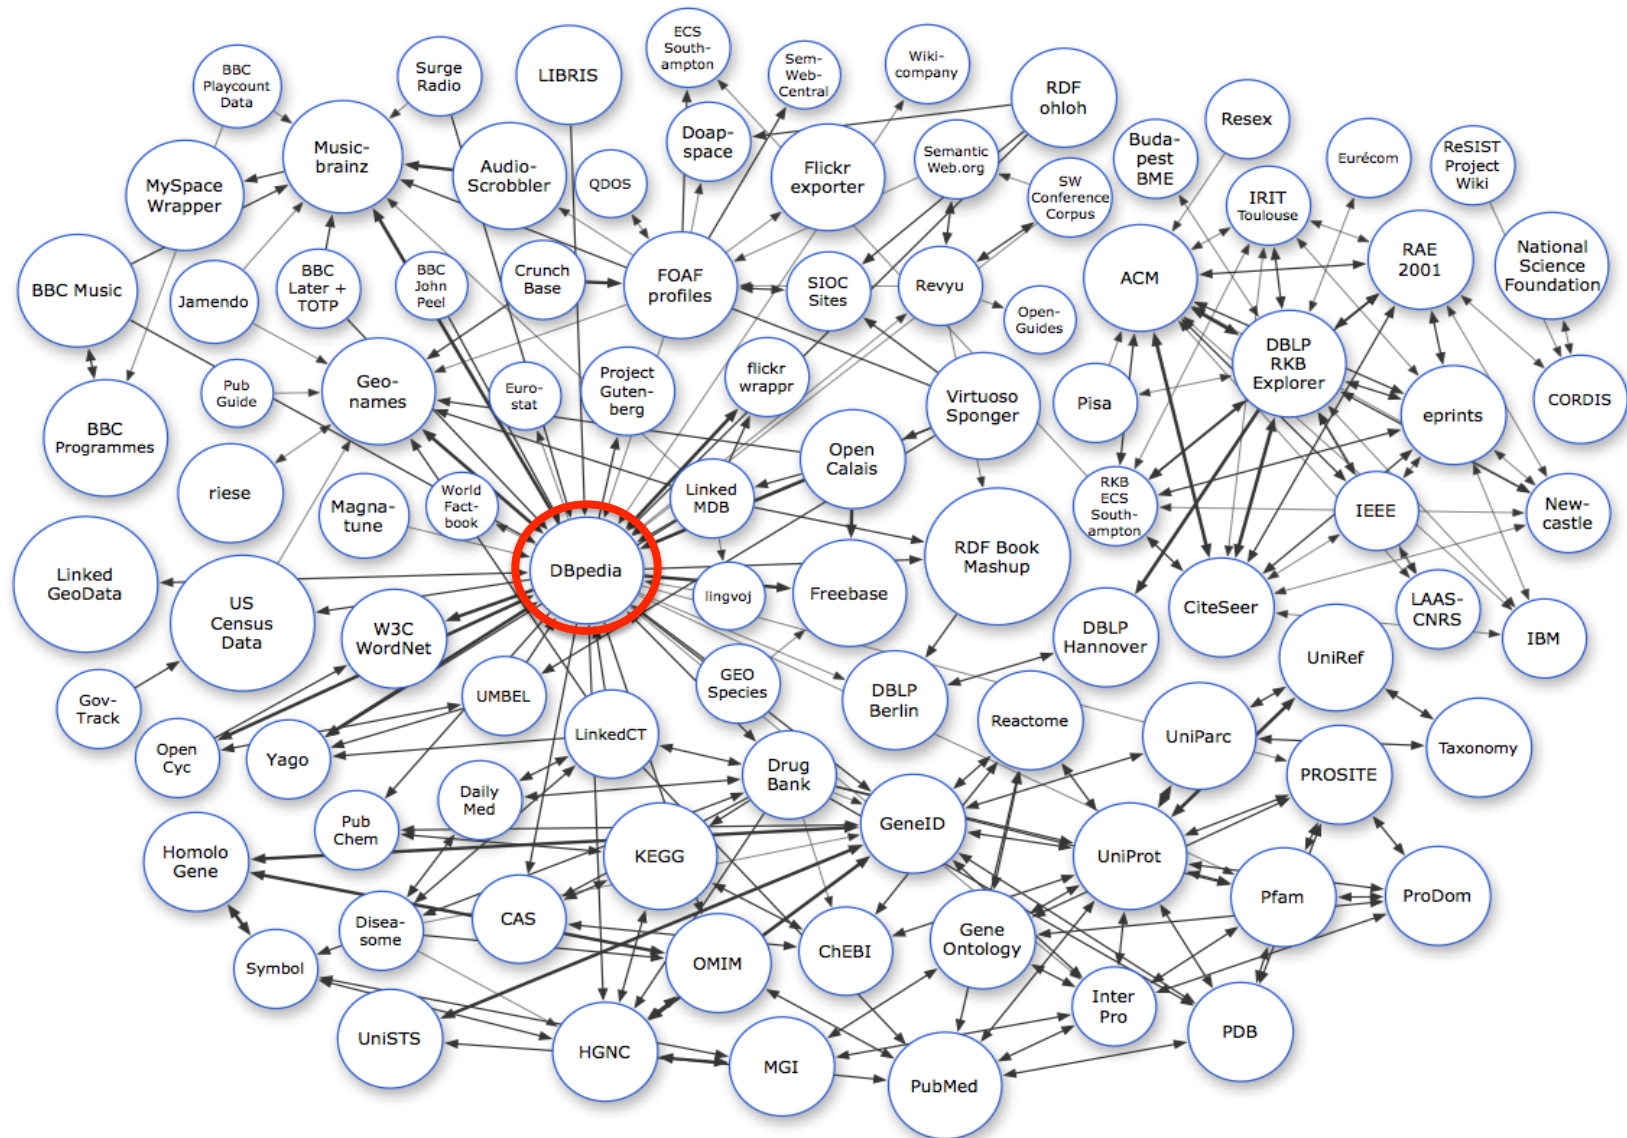 ECS
South-
ampton
Wiki-
company
BBC
Playcount
Data
Surge
Radio
LIBRIS
Sem-
Web-
Central
RDF
ohloh
Music-
brainz
Doap-
space
Resex
Buda-
pest
BME
Eurécom
ReSIST
Project
Wiki
MySpace
Wrapper
Audio-
Scrobbler
QDOS
Flickr
exporter
Semantic
Web.org
SW
Conference
Corpus
IRIT
Toulouse
RAE
2001
National
Science
Foundation
BBC Music
Jamendo
BBC
Later +
TOTP
BBC
John
Peel
Crunch
Base
FOAF
profiles
SIOC
Sites
Revyu
Open-
Guides
ACM
DBLP
RKB
Explorer
Pub
Guide
Geo-
names
Euro-
stat
Project
Guten-
berg
flickr
wrappr
Virtuoso
Sponger
Pisa
eprints
CORDIS
BBC
Programmes
riese
Magna-
tune
World
Fact-
book
Linked
MDB
Open
Calais
RKB
ECS
South-
ampton
IEEE
New-
castle
Linked
GeoData
US
Census
Data
W3C
WordNet
DBpedia
lingvoj
Freebase
RDF Book
Mashup
DBLP
Hannover
CiteSeer
LAAS-
CNRS
IBM
Gov-
Track
Open
Cyc
Yago
UMBEL
LinkedCT
GEO
Species
DBLP
Berlin
Reactome
UniParc
UniRef
Taxonomy
PROSITE
Pub
Chem
Daily
Med
Drug
Bank
Homolo
Gene
KEGG
GeneID
UniProt
Pfam
ProDom
Symbol
Disea-
some
CAS
OMIM
ChEBI
Gene
Ontology
Inter
Pro
PDB
UniSTS
HGNC
MGI
PubMed